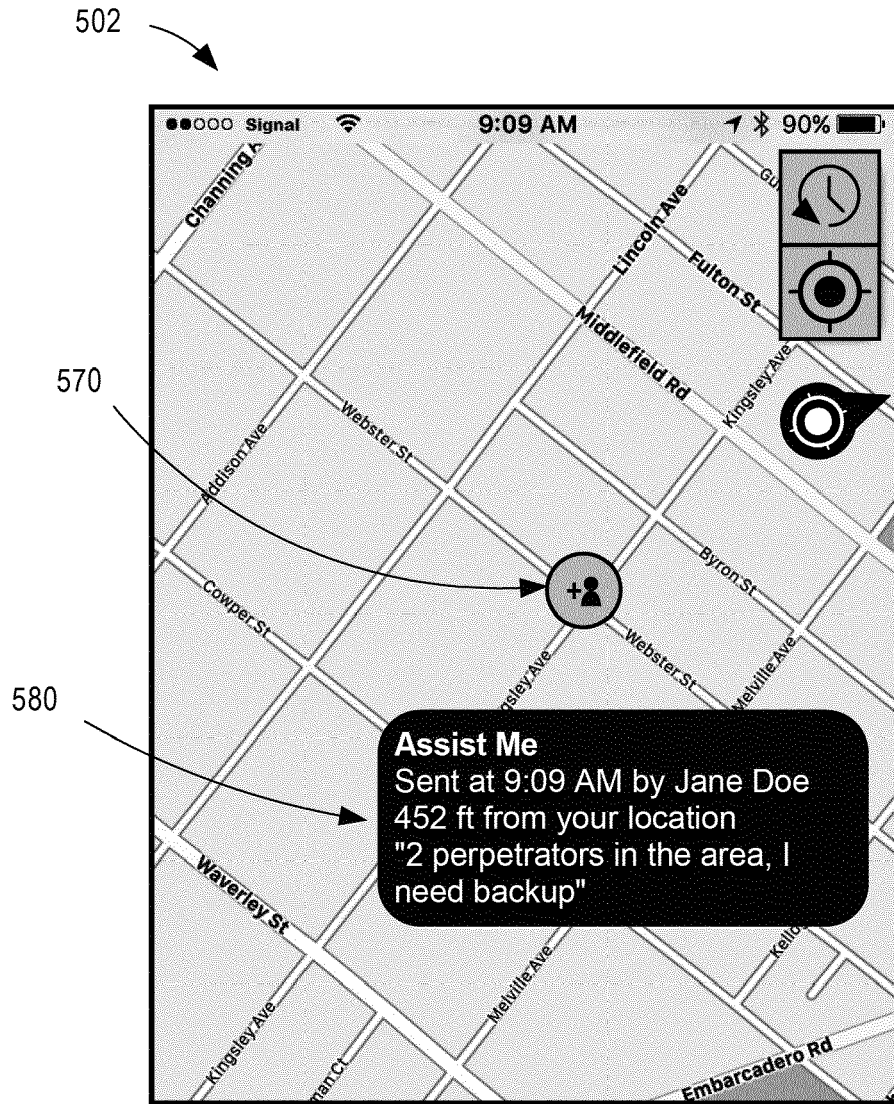 502
Signal 9:09 AM 90%
Channing
Lincoln Ave
Fulton St
Middlefield Rd
570
Kingsley Ave
Webster St
Addison Ave
Byron St
Cowper St
+
Webster St
Melville Ave
580
Assist Me
Sent at 9:09 AM by Jane Doe
452 ft from your location
"2 perpetrators in the area, I
need backup"
Waverley St
Melville Ave
Kingsley Ave
Embarcadero Rd